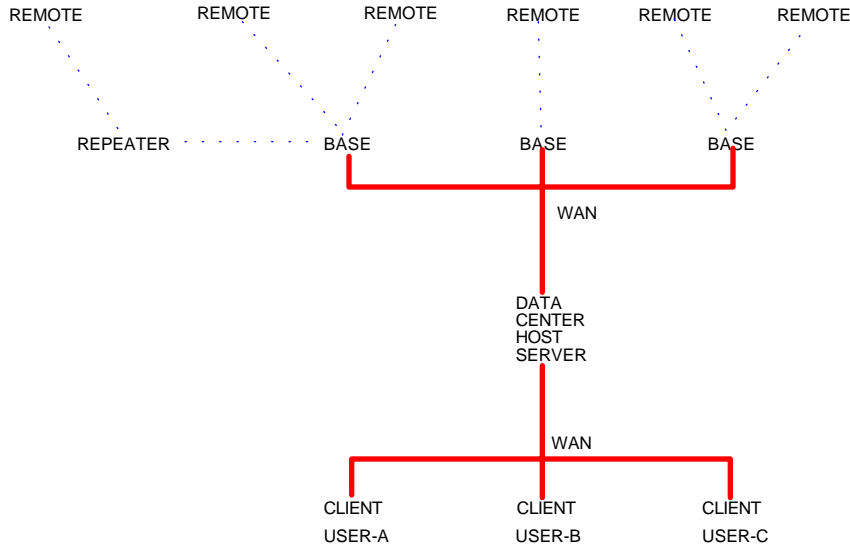 REMOTE REMOTE REMOTE REMOTE REMOTE REMOTE
REPEATER BASE BASE BASE
WAN
DATA
CENTER
HOST
SERVER
WAN
CLIENT CLIENT CLIENT
USER-A USER-B USER-C